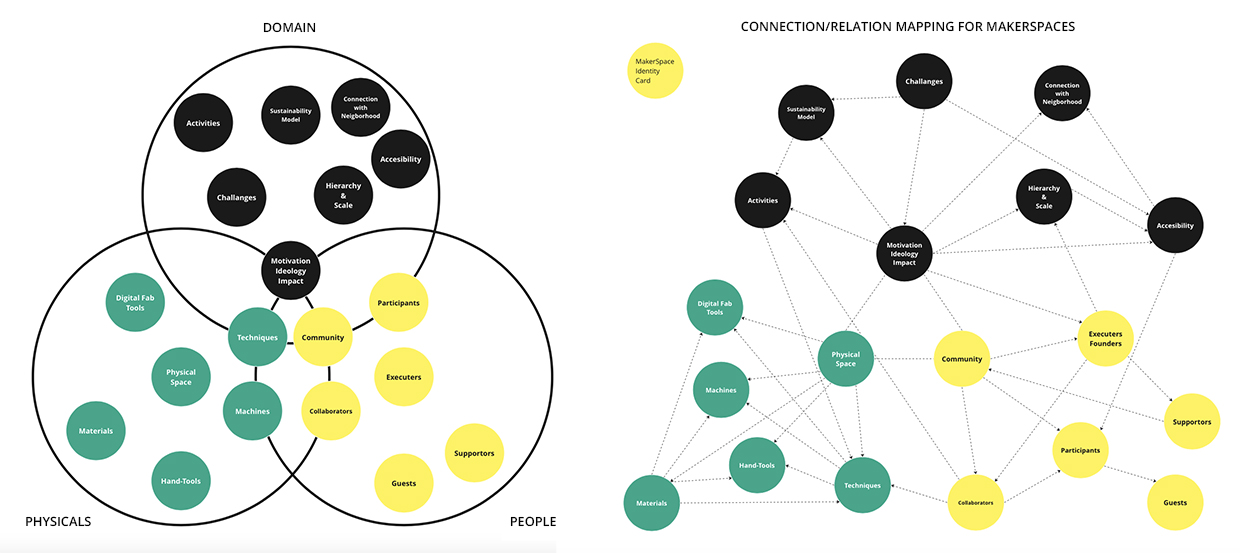 DOMAIN
Activities
Sustainability
Model
Connection
with
Neigborhood
Accesibility
Challanges
Hierarchy
&
Scale
Motivation
Ideology
Impact
Digital Fab
Tools
Participants
Techniques
Community
Physical
Space
Executers
Machines
Collaborators
Materials
Supportors
Hand-Tools
Guests
PHYSICALS
PEOPLE
CONNECTION/RELATION MAPPING FOR MAKERSPACES
MakerSpace
Identity
Card
Challanges
Sustainability
Model
Connection
with
Neigborhood
Activities
Hierarchy
&
Scale
Accesibility
Motivation
Ideology
Impact
Digital Fab
Tools
Physical
Space
Community
Executers
Founders
Machines
Supportors
Participants
Hand-Tools
Techniques
Materials
Collaborators
Guests